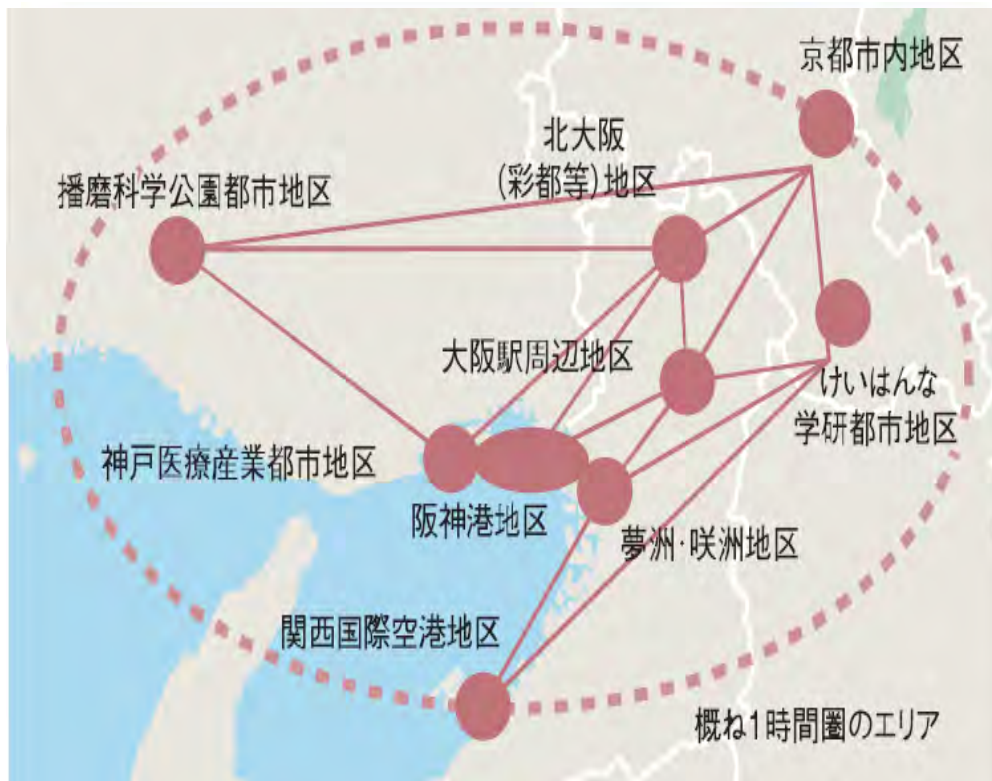 京都市内地区
北大阪
(彩都等)地区
播磨科学公園都市地区
大阪駅周辺地区
けいはんな
学研都市地区
神戸医療産業都市地区
阪神港地区
夢洲・咲洲地区
関西国際空港地区
概ね1時間圏のエリア